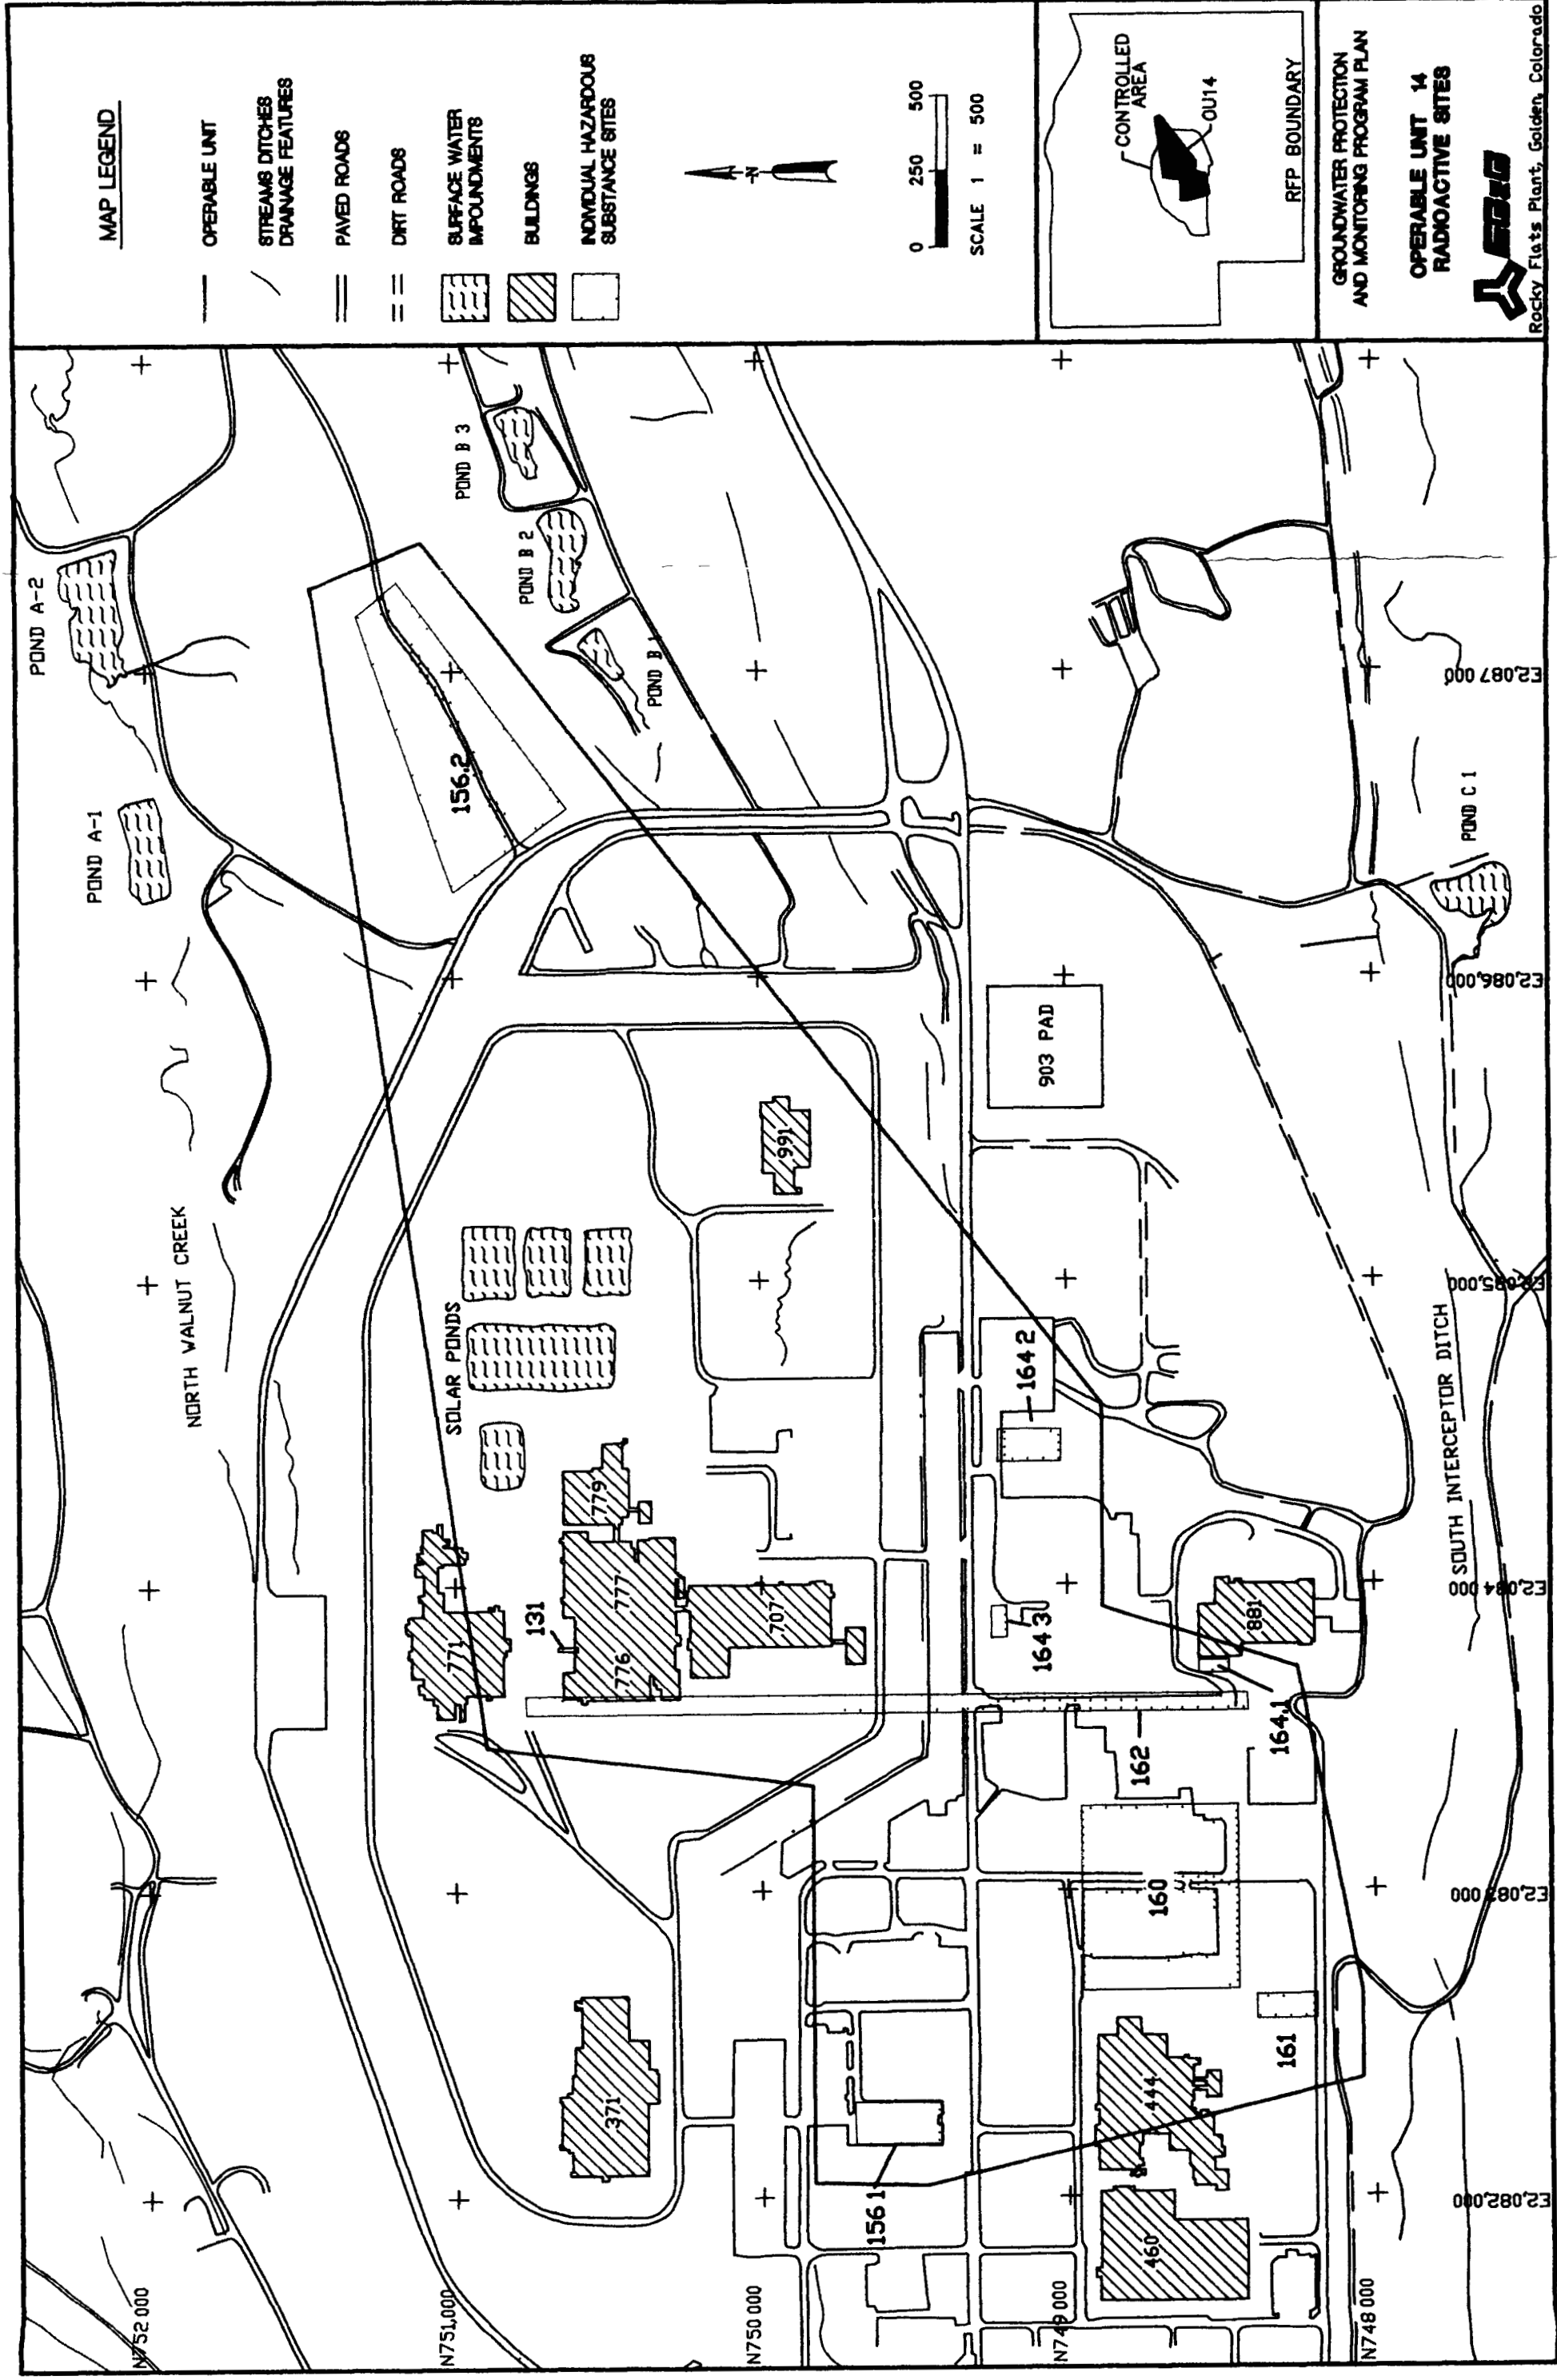 MAP LEGEND
OPERABLE UNIT
STREAMS DITCHES
DRAINAGE FEATURES
PAVED ROADS
DIRT ROADS
SURFACE WATER
IMPOUNDMENTS
BUILDINGS
INDIVIDUAL HAZARDOUS
SUBSTANCE SITES
N
0 250 500
SCALE 1 = 500
CONTROLLED
AREA
OU14
RFP BOUNDARY
GROUNDWATER PROTECTION
AND MONITORING PROGRAM PLAN
OPERABLE UNIT 14
RADIOACTIVE SITES
EG&G
Rocky Flats Plant, Golden, Colorado
N752 000
N751,000
N750 000
N749 000
N748 000
E2,082,000
E2,083 000
E2,084 000
E2,085,000
E2,086,000
E2,087 000
NORTH WALNUT CREEK
POND A-1
POND A-2
POND B 1
POND B 2
POND B 3
156.2
SOLAR PONDS
991
779
771
131
777
776
707
371
903 PAD
164 2
164 3
881
164.1
162
160
161
444
460
156 1
SOUTH INTERCEPTOR DITCH
POND C 1